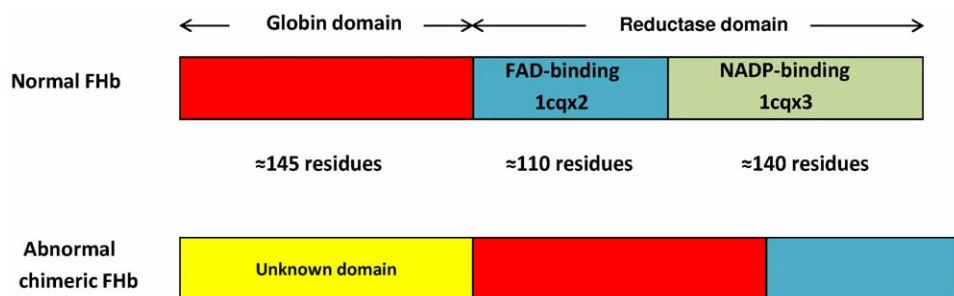 Globin domain
Reductase domain
Normal FHb
FAD-binding
1cqx2
NADP-binding
1cqx3
≈145 residues
≈110 residues
≈140 residues
Abnormal
chimeric FHb
Unknown domain